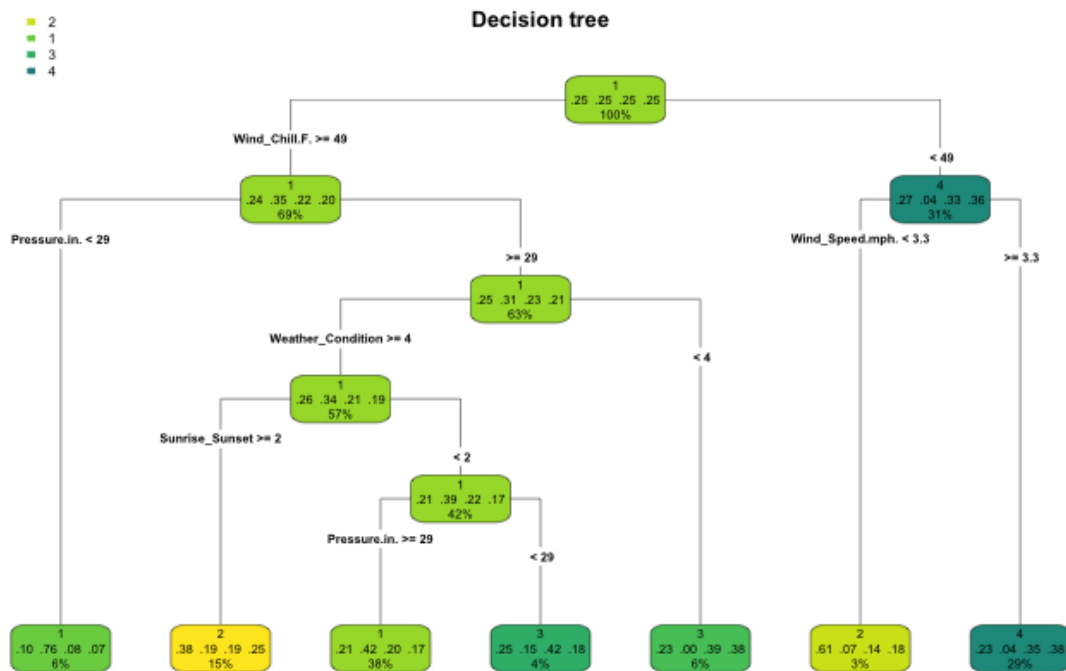 Decision tree
2
1
3
4
1
.25 .25 .25 .25
100%
Wind_Chill.F. >= 49
< 49
1
.24 .35 .22 .20
69%
4
.27 .04 .33 .36
31%
Pressure.in. < 29
>= 29
Wind_Speed.mph. < 3.3
>= 3.3
1
.25 .31 .23 .21
63%
Weather_Condition >= 4
< 4
1
.26 .34 .21 .19
57%
Sunrise_Sunset >= 2
< 2
1
.21 .39 .22 .17
42%
Pressure.in. >= 29
< 29
1
.10 .76 .08 .07
6%
2
.38 .19 .19 .25
15%
1
.21 .42 .20 .17
38%
3
.25 .15 .42 .18
4%
3
.23 .00 .39 .38
6%
2
.61 .07 .14 .18
3%
4
.23 .04 .35 .38
29%